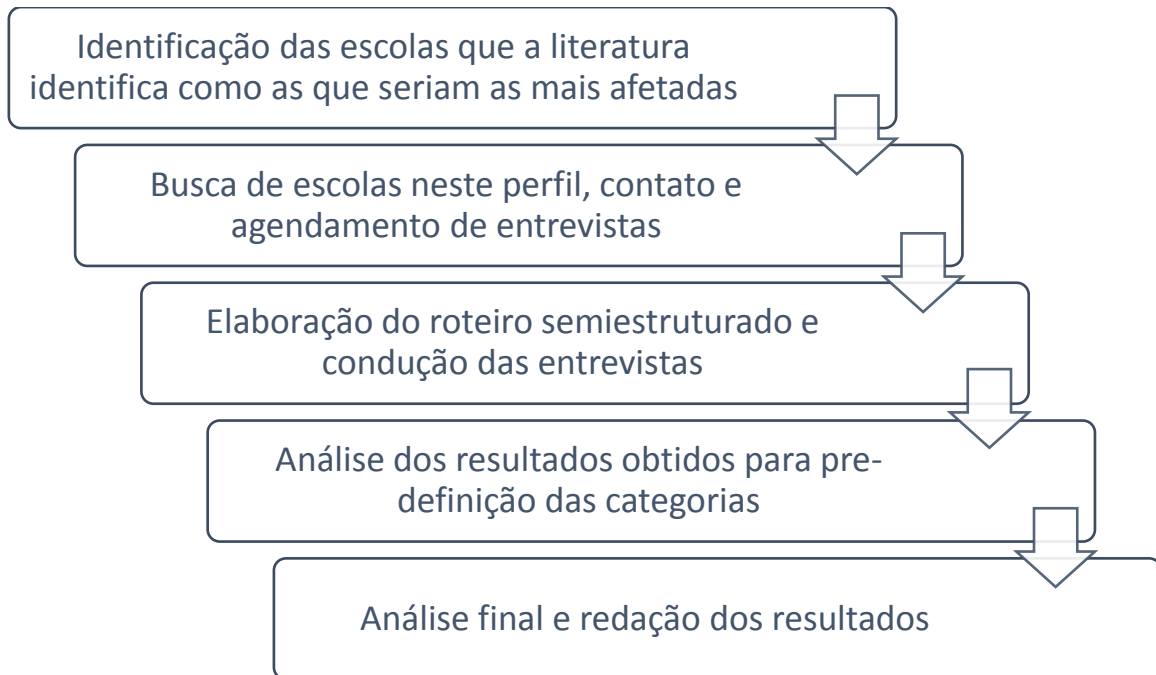 Identificação das escolas que a literatura
identifica como as que seriam as mais afetadas
Busca de escolas neste perfil, contato e
agendamento de entrevistas
Elaboração do roteiro semiestruturado e
condução das entrevistas
Análise dos resultados obtidos para pre-
definição das categorias
Análise final e redação dos resultados